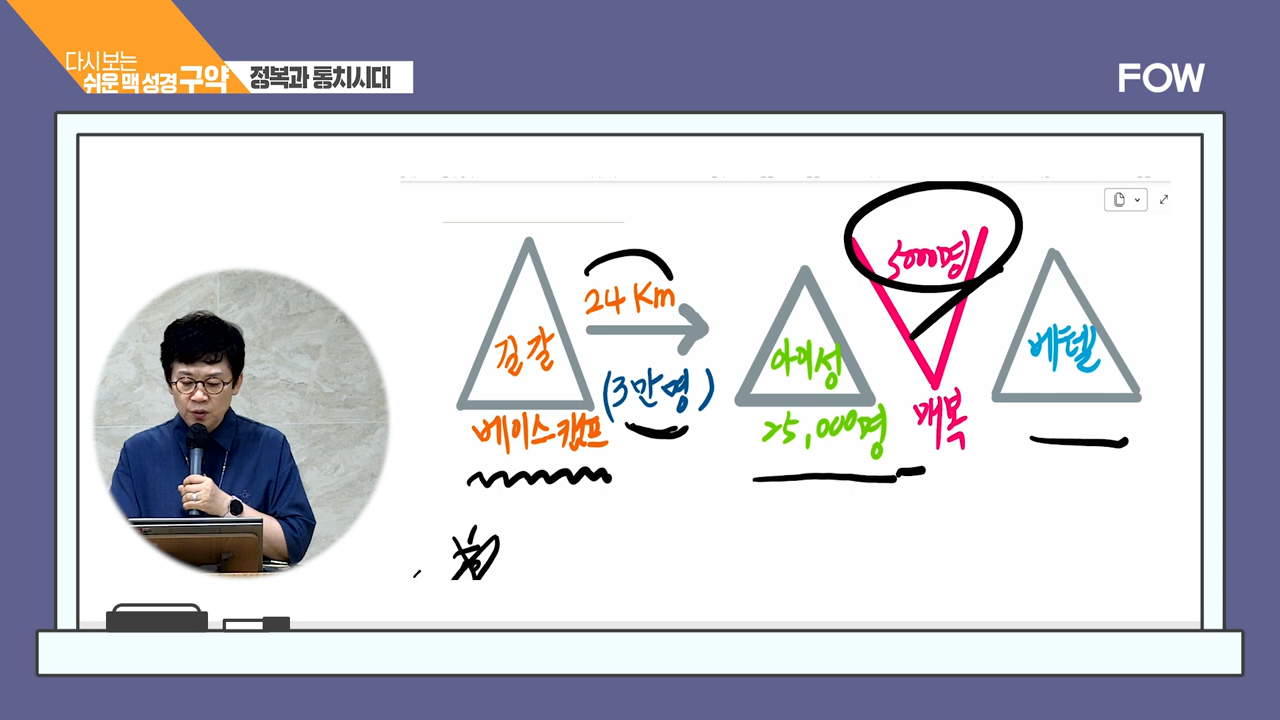 다시 보는
쉬운 맥 성경 구약
정복과 통치시대
FOW
5000명
24 Km
길갈
아이성
벧엘
(3만명)
베이스캠프
25,000명
매복